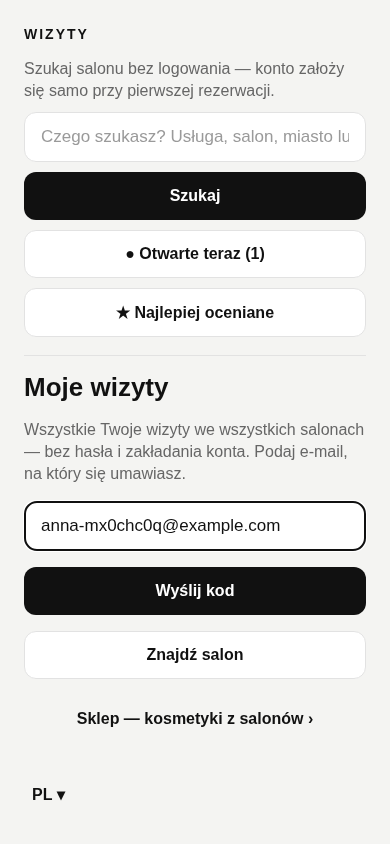 WIZYTY
Szukaj salonu bez logowania — konto założy
się samo przy pierwszej rezerwacji.
Czego szukasz? Usługa, salon, miasto lu
Szukaj
● Otwarte teraz (1)
★ Najlepiej oceniane
Moje wizyty
Wszystkie Twoje wizyty we wszystkich salonach
— bez hasła i zakładania konta. Podaj e-mail,
na który się umawiasz.
anna-mx0chc0q@example.com
Wyślij kod
Znajdź salon
Sklep — kosmetyki z salonów ›
PL ▾